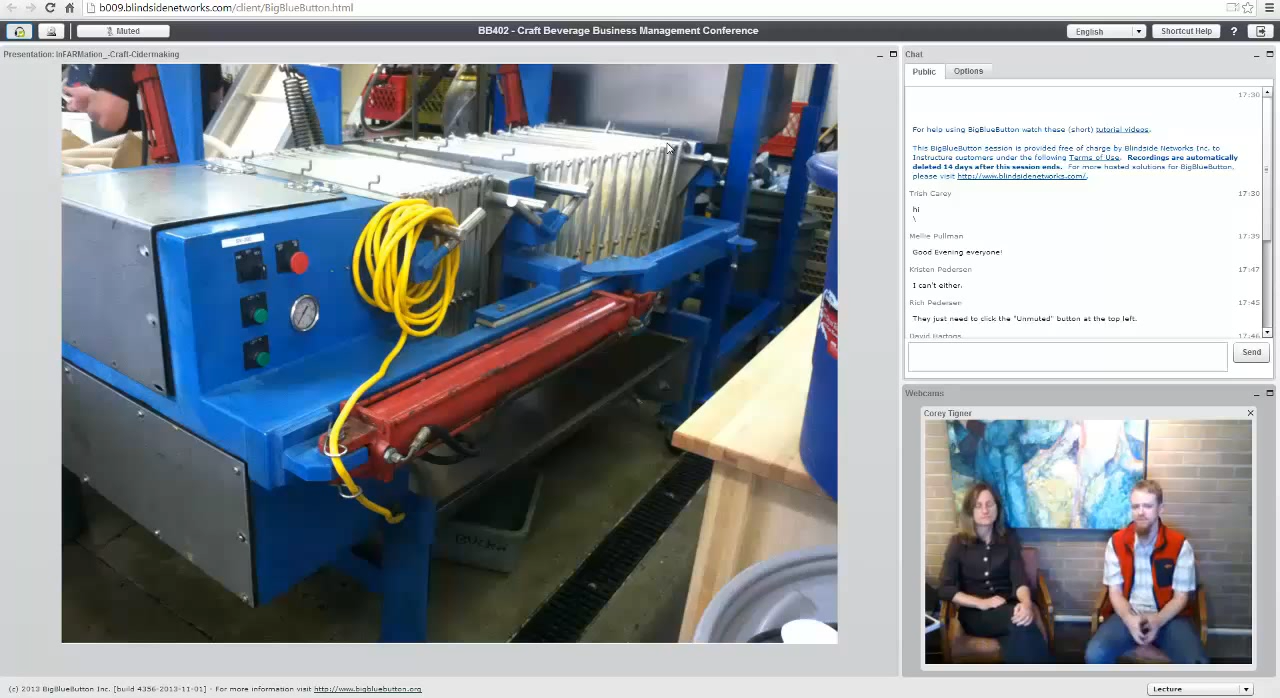 b009.blindsidenetworks.com/client/BigBlueButton.html
Muted
BB402 - Craft Beverage Business Management Conference
English
Shortcut Help
?
Presentation: InFARMation_-Craft-Cidermaking
Chat
Public
Options
17:30
For help using BigBlueButton watch these (short) tutorial videos.
This BigBlueButton session is provided free of charge by Blindside Networks Inc. to
Instructure customers under the following Terms of Use. Recordings are automatically
deleted 14 days after this session ends. For more hosted solutions for BigBlueButton,
please visit http://www.blindsidenetworks.com/.
Trish Carey 17:30
hi
\
Mellie Pullman 17:39
Good Evening everyone!
Kristen Pedersen 17:47
I can't either.
Rich Pedersen 17:45
They just need to click the "Unmuted" button at the top left.
David Bartogs 17:46
Send
Webcams
Corey Tigner
(c) 2013 BigBlueButton Inc. [build 4356-2013-11-01] - For more information visit http://www.bigbluebutton.org
Lecture